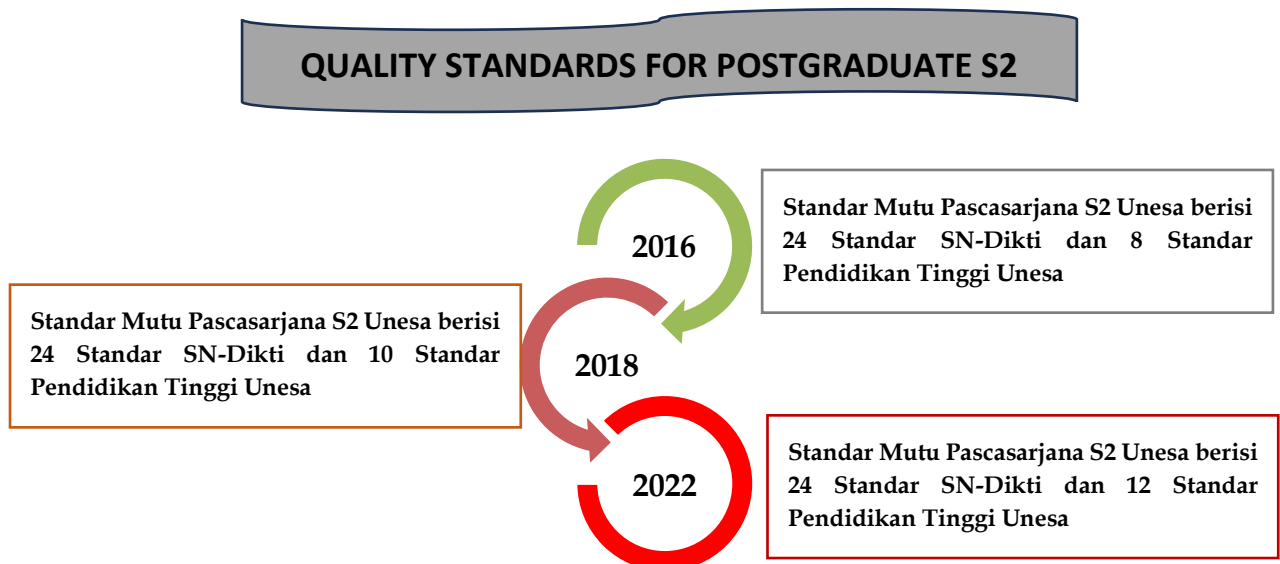 QUALITY STANDARDS FOR POSTGRADUATE S2
2016
Standar Mutu Pascasarjana S2 Unesa berisi
24 Standar SN-Dikti dan 8 Standar
Pendidikan Tinggi Unesa
Standar Mutu Pascasarjana S2 Unesa berisi
24 Standar SN-Dikti dan 10 Standar
Pendidikan Tinggi Unesa
2018
2022
Standar Mutu Pascasarjana S2 Unesa berisi
24 Standar SN-Dikti dan 12 Standar
Pendidikan Tinggi Unesa